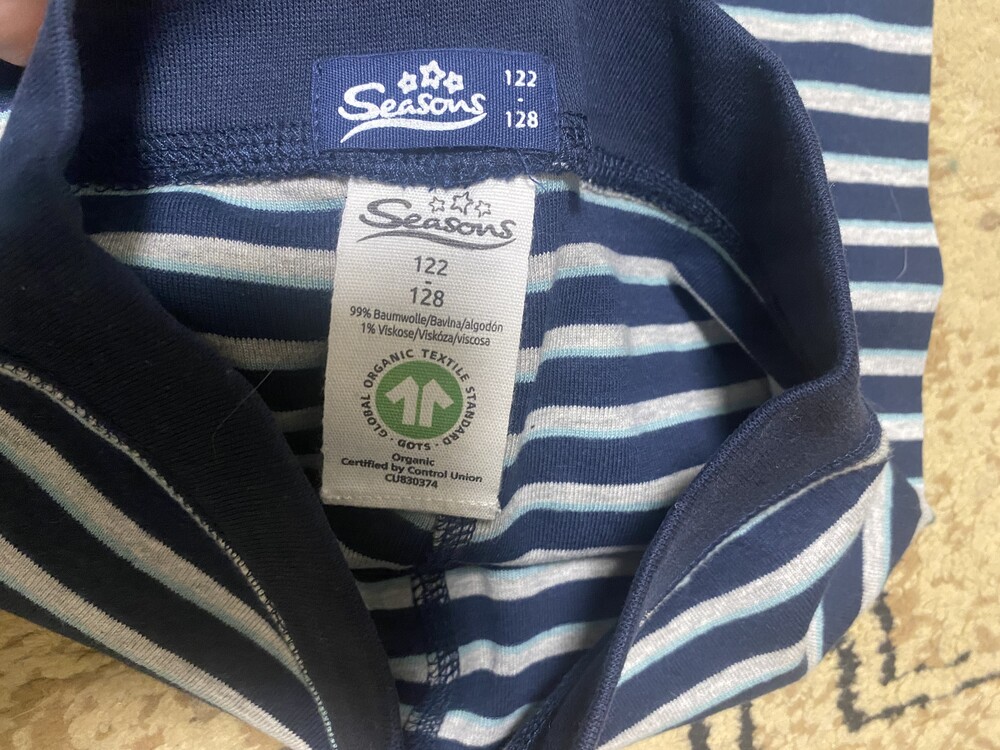 Seasons
122
-
128
Seasons
122
-
128
99% Baumwolle/Bavlna/algodón
1% Viskose/Viskóza/viscosa
GLOBAL ORGANIC TEXTILE STANDARD
· GOTS ·
Organic
Certified by Control Union
CU830374